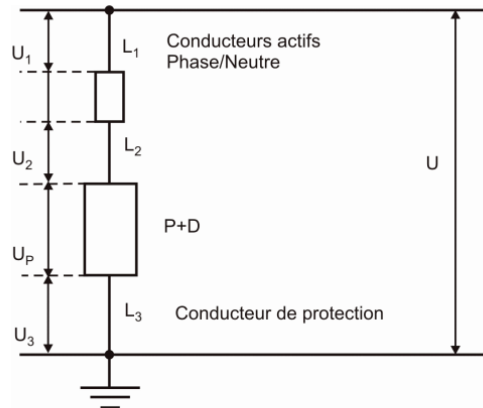 U1
L1
Conducteurs actifs
Phase/Neutre
U2
L2
U
P+D
UP
U3
L3
Conducteur de protection